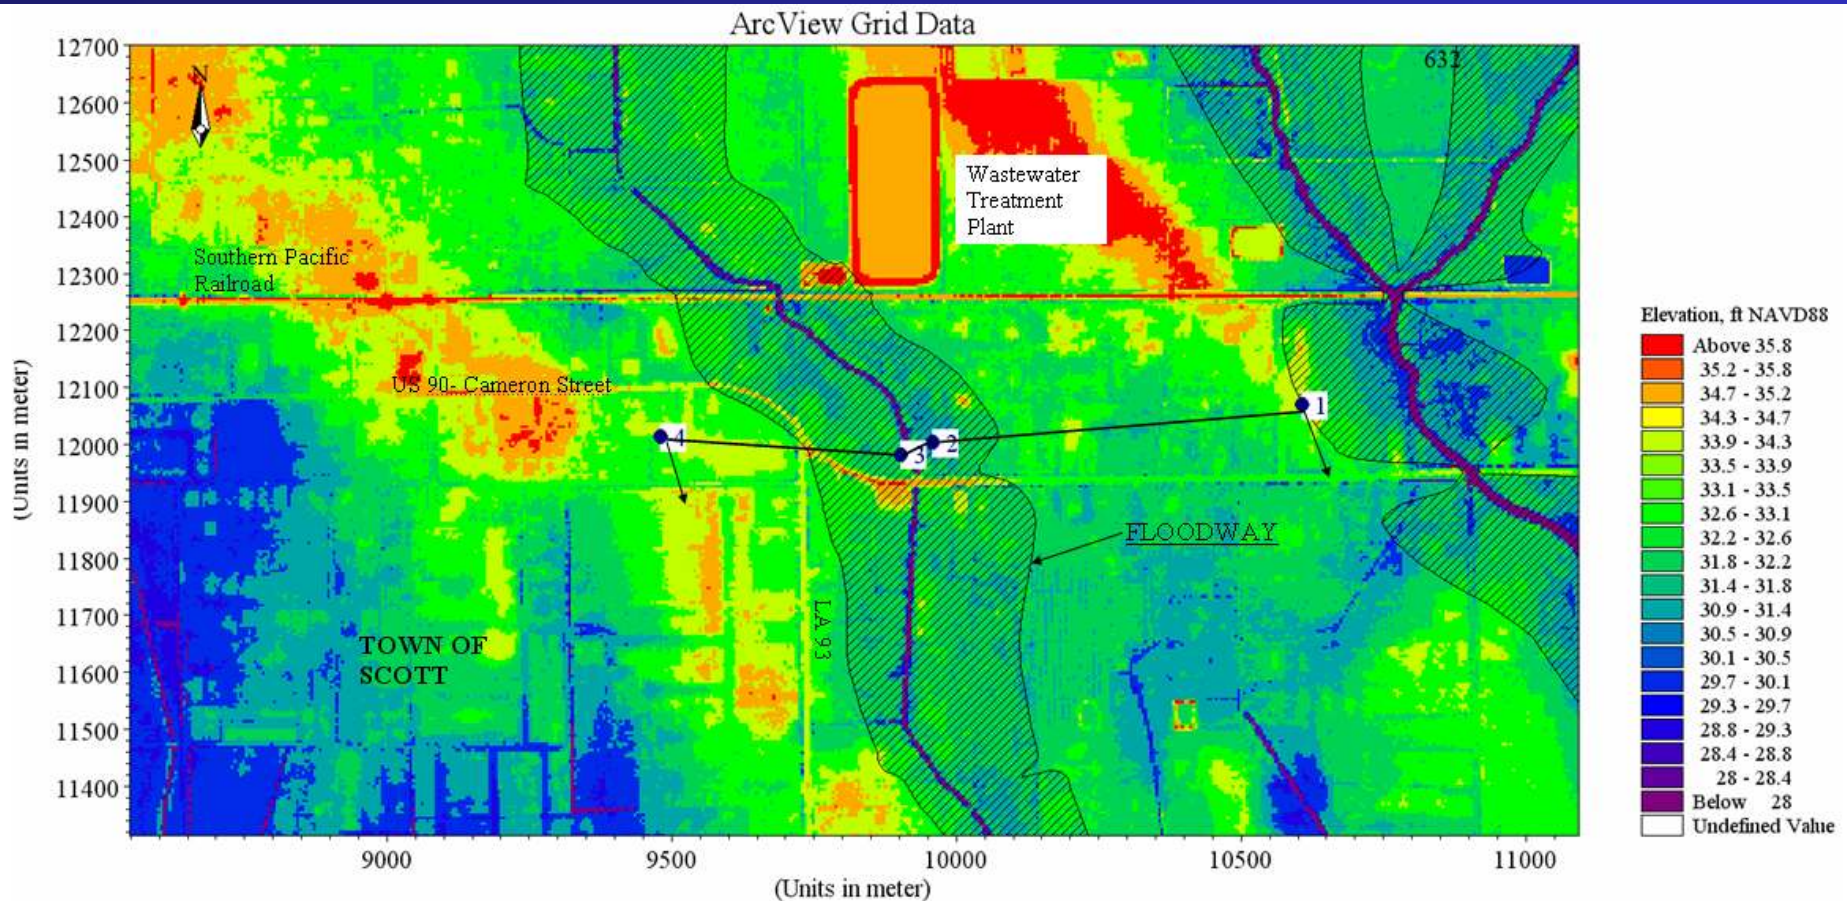 ArcView Grid Data
12700
12600
12500
12400
12300
12200
12100
12000
11900
11800
11700
11600
11500
11400
(Units in meter)
N
632
Wastewater
Treatment
Plant
Southern Pacific
Railroad
US 90- Cameron Street
1
2
3
4
FLOODWAY
LA 93
TOWN OF
SCOTT
9000
9500
10000
10500
11000
(Units in meter)
Elevation, ft NAVD88
Above 35.8
35.2 - 35.8
34.7 - 35.2
34.3 - 34.7
33.9 - 34.3
33.5 - 33.9
33.1 - 33.5
32.6 - 33.1
32.2 - 32.6
31.8 - 32.2
31.4 - 31.8
30.9 - 31.4
30.5 - 30.9
30.1 - 30.5
29.7 - 30.1
29.3 - 29.7
28.8 - 29.3
28.4 - 28.8
28 - 28.4
Below 28
Undefined Value